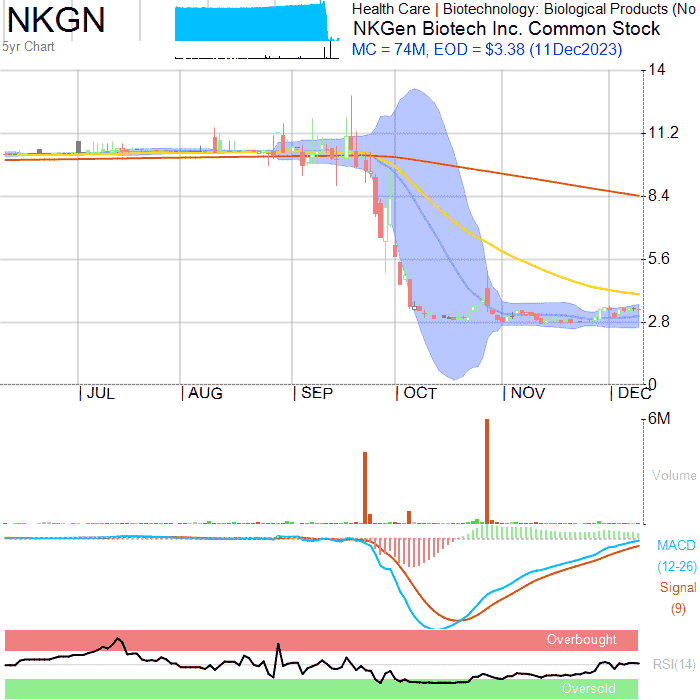 NKGN
5yr Chart
Health Care | Biotechnology: Biological Products (No
NKGen Biotech Inc. Common Stock
MC = 74M, EOD = $3.38 (11Dec2023)
14
11.2
8.4
5.6
2.8
0
JUL AUG SEP OCT NOV DEC
6M
Volume
MACD
(12-26)
Signal
(9)
Overbought
RSI(14)
Oversold